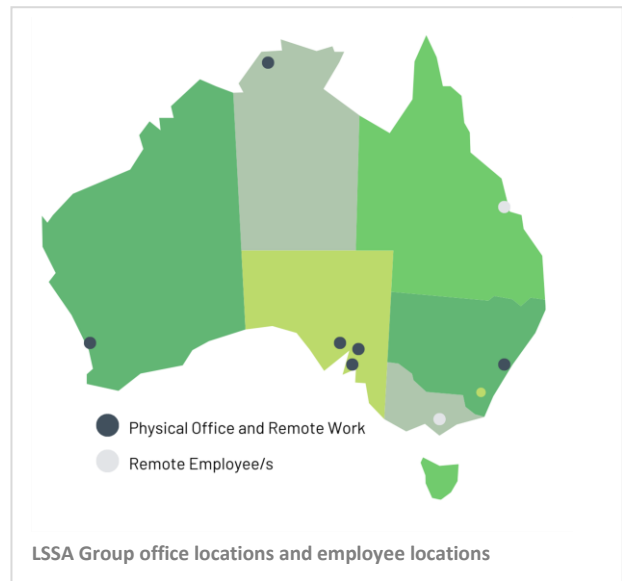 Physical Office and Remote Work
Remote Employee/s
LSSA Group office locations and employee locations